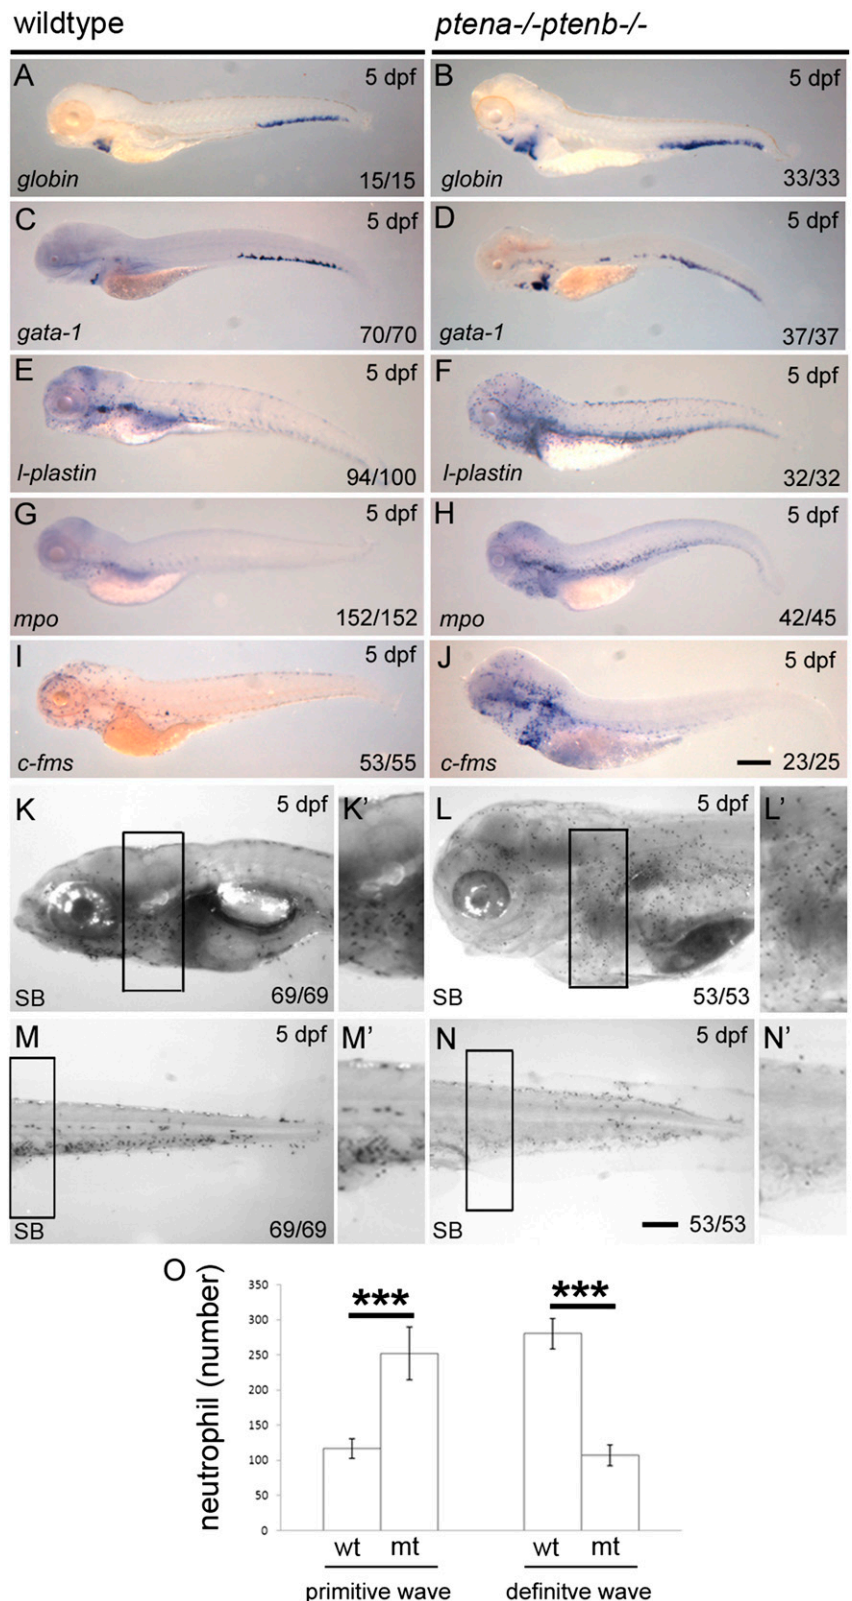 wildtype
ptena-/-ptenb-/-
A 5 dpf
globin 15/15
B 5 dpf
globin 33/33
C 5 dpf
gata-1 70/70
D 5 dpf
gata-1 37/37
E 5 dpf
l-plastin 94/100
F 5 dpf
l-plastin 32/32
G 5 dpf
mpo 152/152
H 5 dpf
mpo 42/45
I 5 dpf
c-fms 53/55
J 5 dpf
c-fms 23/25
K 5 dpf
SB 69/69
K'
L 5 dpf
SB 53/53
L'
M 5 dpf
SB 69/69
M'
N 5 dpf
SB 53/53
N'
O
neutrophil (number)
350
300
250
200
150
100
50
0
*** ***
wt mt wt mt
primitive wave definitve wave